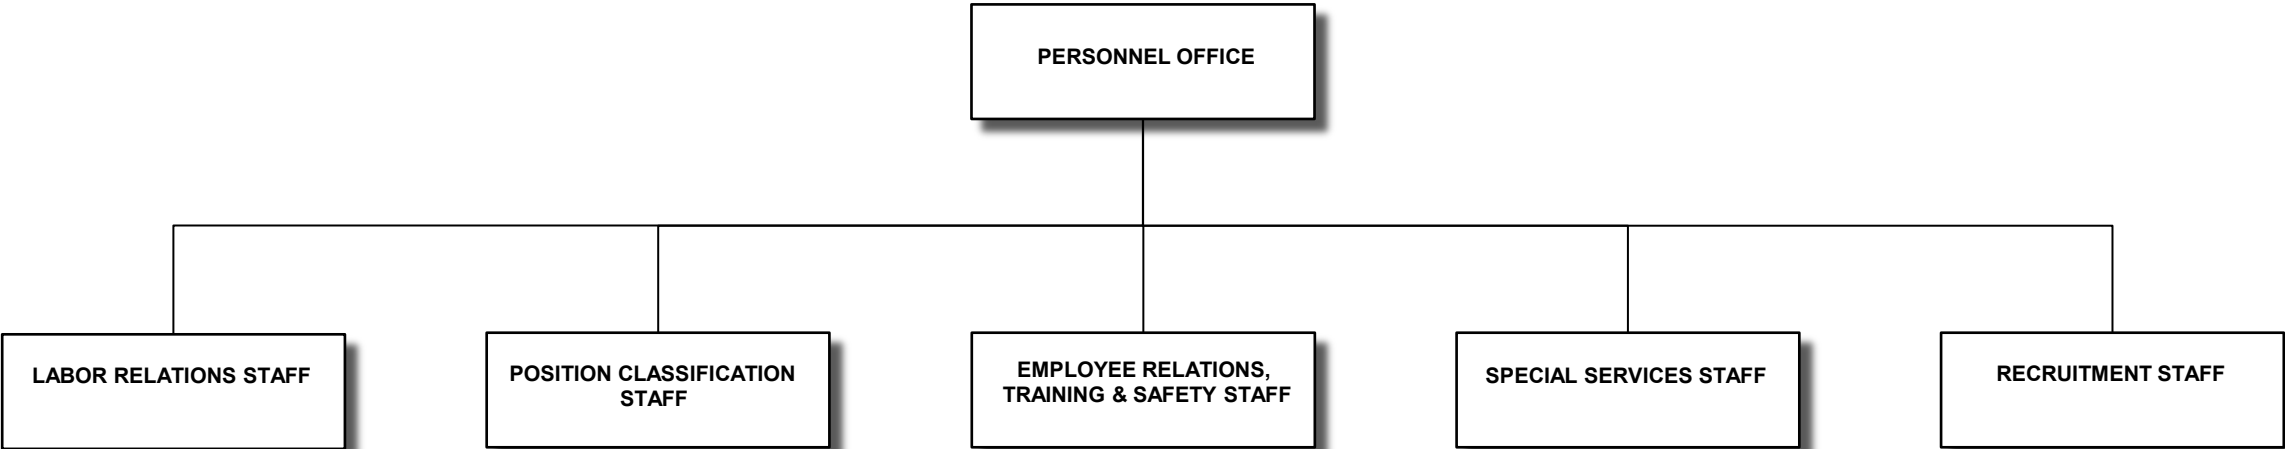 PERSONNEL OFFICE
LABOR RELATIONS STAFF
POSITION CLASSIFICATION
STAFF
EMPLOYEE RELATIONS,
TRAINING & SAFETY STAFF
SPECIAL SERVICES STAFF
RECRUITMENT STAFF